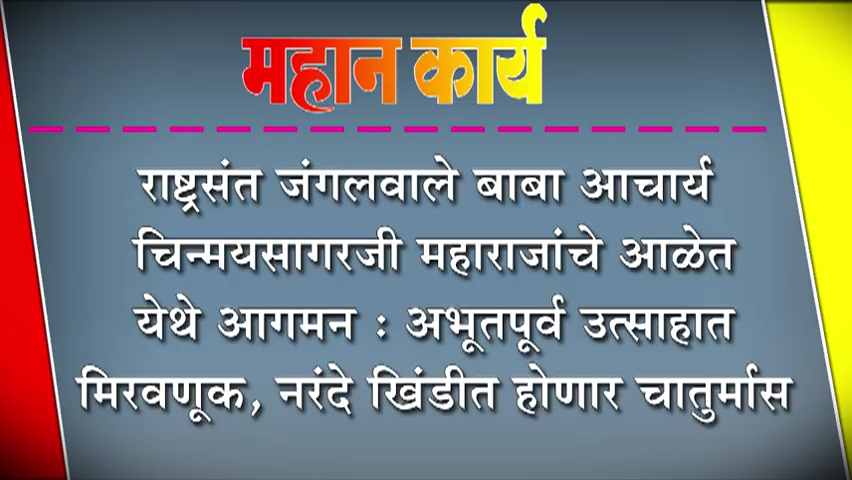 महान कार्य
राष्ट्रसंत जंगलवाले बाबा आचार्य
चिन्मयसागरजी महाराजांचे आळेत
येथे आगमन : अभूतपूर्व उत्साहात
मिरवणूक, नरंदे खिंडीत होणार चातुर्मास